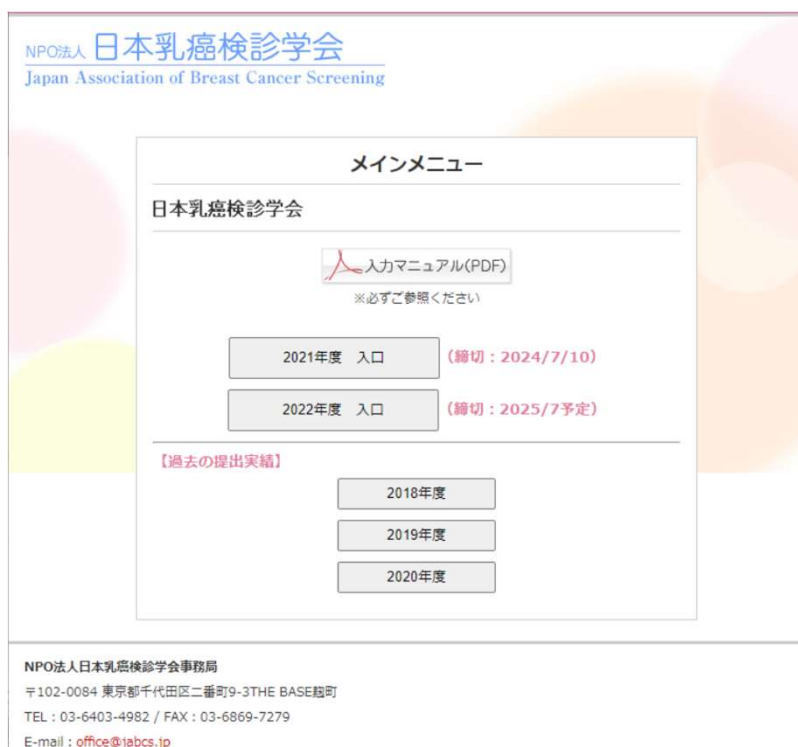 NPO法人 日本乳癌検診学会
Japan Association of Breast Cancer Screening
メインメニュー
日本乳癌検診学会
入力マニュアル(PDF)
※必ずご参照ください
2021年度　入口 （締切：2024/7/10）
2022年度　入口 （締切：2025/7予定）
【過去の提出実績】
2018年度
2019年度
2020年度
NPO法人日本乳癌検診学会事務局
〒102-0084 東京都千代田区二番町9-3THE BASE麹町
TEL：03-6403-4982 / FAX：03-6869-7279
E-mail：office@jabcs.jp